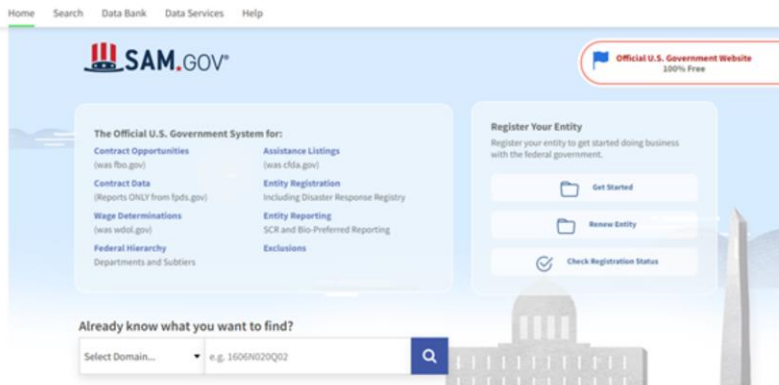 Home Search Data Bank Data Services Help
SAM.GOV®
Official U.S. Government Website
100% Free
The Official U.S. Government System for:
Contract Opportunities
(was fbo.gov)
Contract Data
(Reports ONLY from fpds.gov)
Wage Determinations
(was wdol.gov)
Federal Hierarchy
Departments and Subtiers
Assistance Listings
(was cfda.gov)
Entity Registration
Including Disaster Response Registry
Entity Reporting
SCR and Bio-Preferred Reporting
Exclusions
Register Your Entity
Register your entity to get started doing business
with the federal government.
Get Started
Renew Entity
Check Registration Status
Already know what you want to find?
Select Domain... e.g. 1606N020Q02